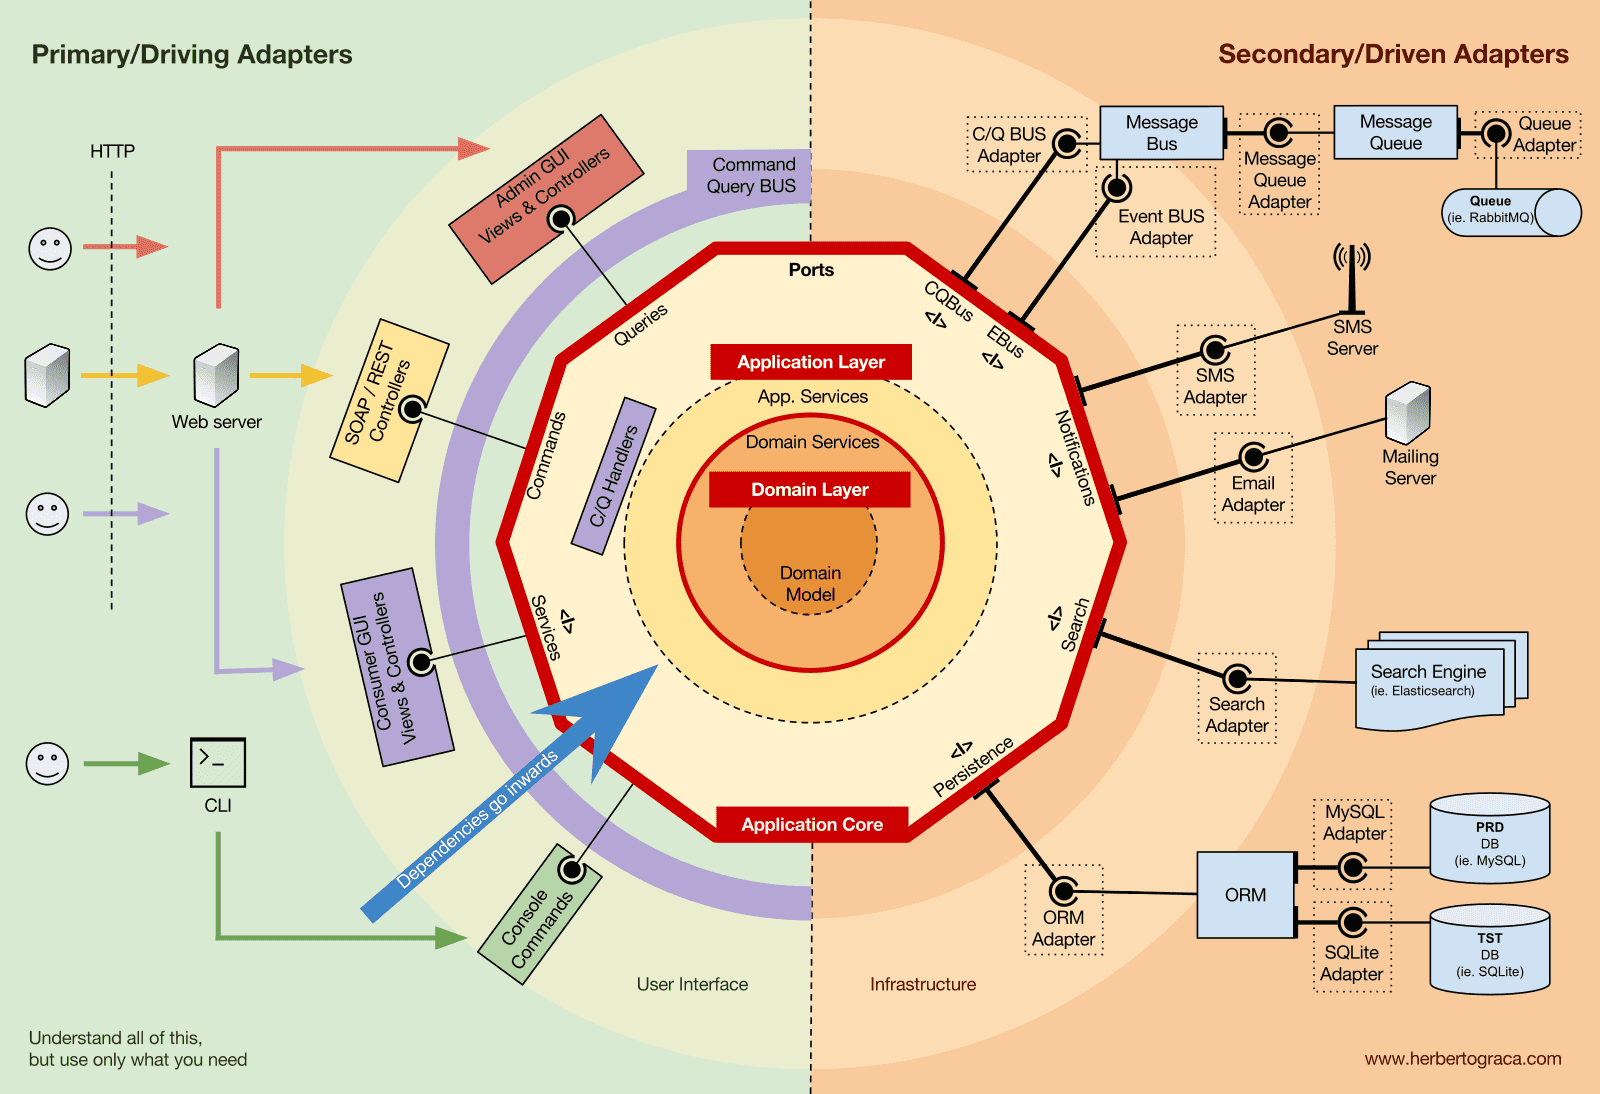 Primary/Driving Adapters
Secondary/Driven Adapters
HTTP
Web server
CLI
Admin GUI
Views & Controllers
SOAP / REST
Controllers
Consumer GUI
Views & Controllers
Console
Commands
Command
Query BUS
Dependencies go inwards
Ports
Queries
Commands
Services
</>
C/Q Handlers
Application Layer
App. Services
Domain Services
Domain Layer
Domain
Model
Application Core
CQBus
</>
EBus
</>
Notifications
</>
Search
</>
Persistence
</>
C/Q BUS
Adapter
Message
Bus
Event BUS
Adapter
Message
Queue
Adapter
Message
Queue
Queue
Adapter
Queue
(ie. RabbitMQ)
SMS
Server
SMS
Adapter
Mailing
Server
Email
Adapter
Search Engine
(ie. Elasticsearch)
Search
Adapter
ORM
Adapter
ORM
MySQL
Adapter
PRD
DB
(ie. MySQL)
SQLite
Adapter
TST
DB
(ie. SQLite)
User Interface
Infrastructure
Understand all of this,
but use only what you need
www.herbertograca.com